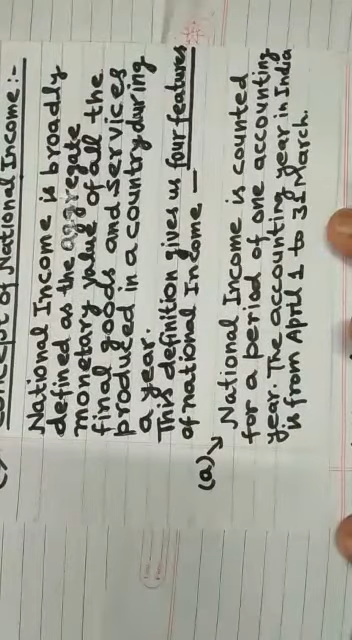 Concept of National Income:-
National Income is broadly
defined as the aggregate
monetary value of all the
final goods and services
produced in a country during
a year.
This definition gives us four features
of national Income —
(a)→ National Income is counted
for a period of one accounting
year. The accounting year in India
is from April 1 to 31 March.